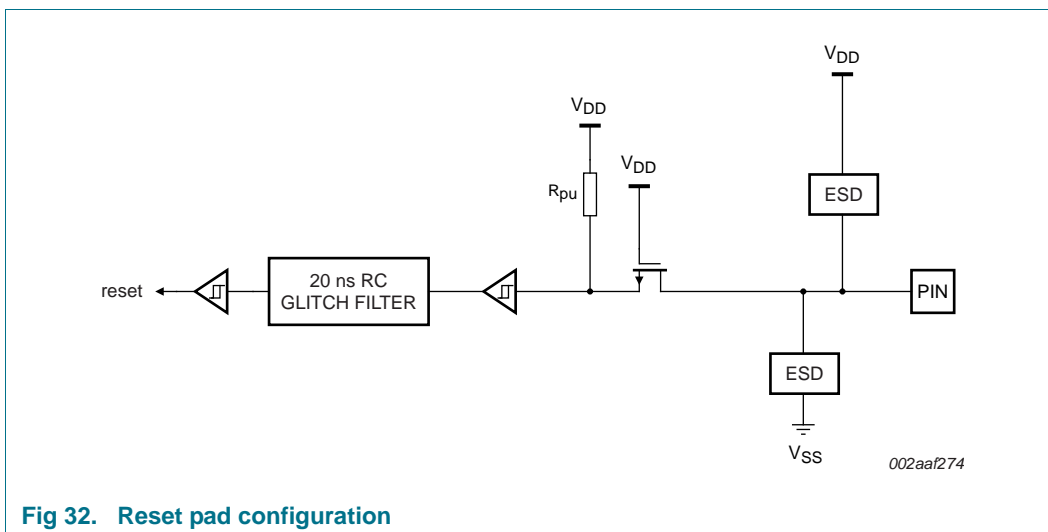 VDD
VDD
VDD
Rpu
ESD
reset
20 ns RC
GLITCH FILTER
PIN
ESD
VSS
002aaf274
Fig 32. Reset pad configuration